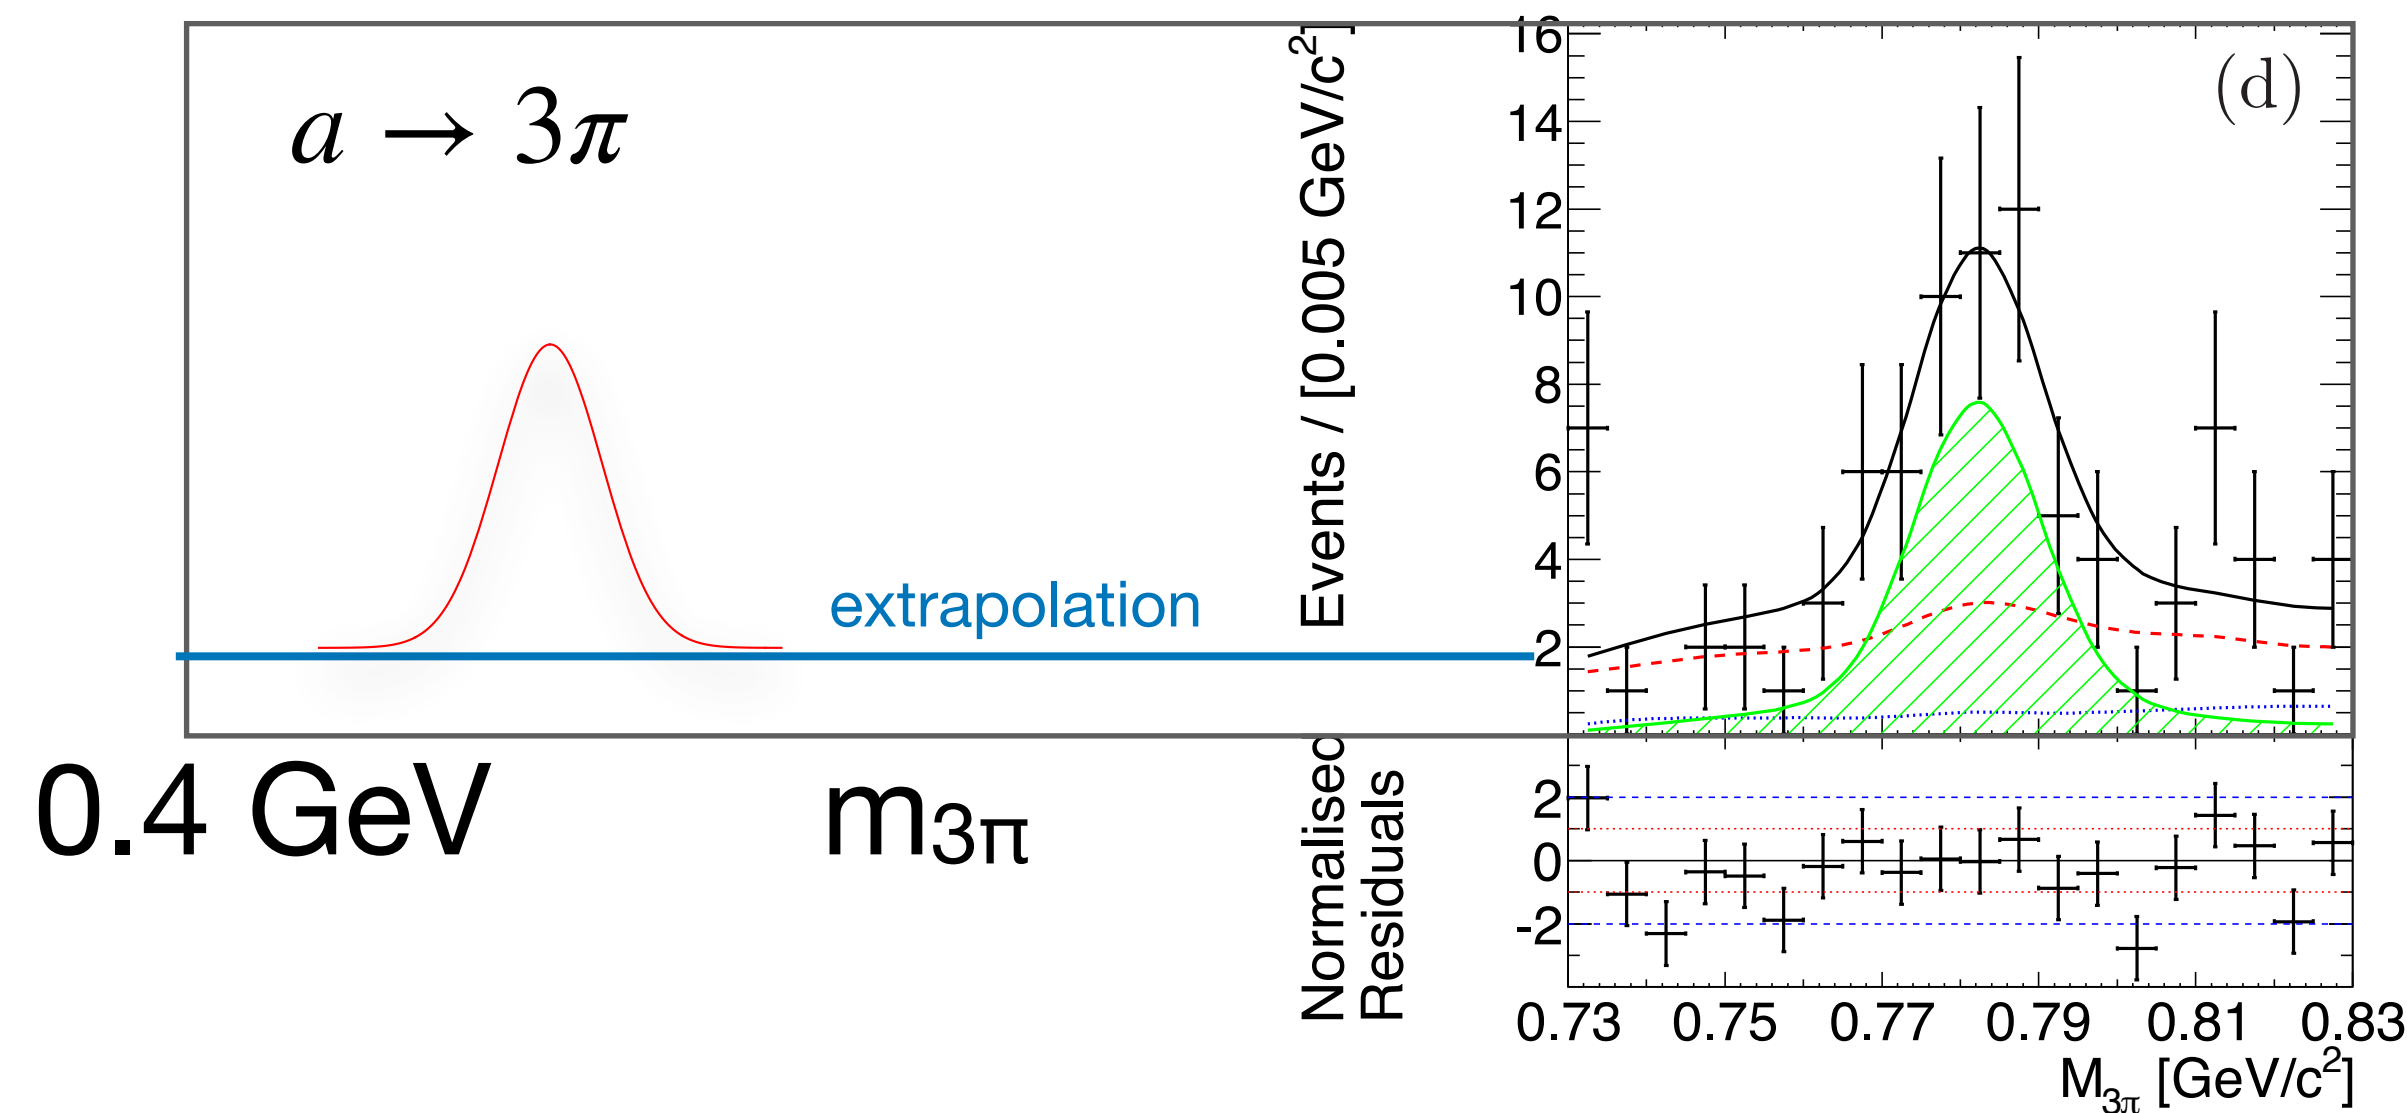 a → 3π
extrapolation
0.4 GeV
m3π
Events / [0.005 GeV/c²]
16
14
12
10
8
6
4
2
(d)
Normalised
Residuals
2
0
-2
0.73 0.75 0.77 0.79 0.81 0.83
M3π [GeV/c²]